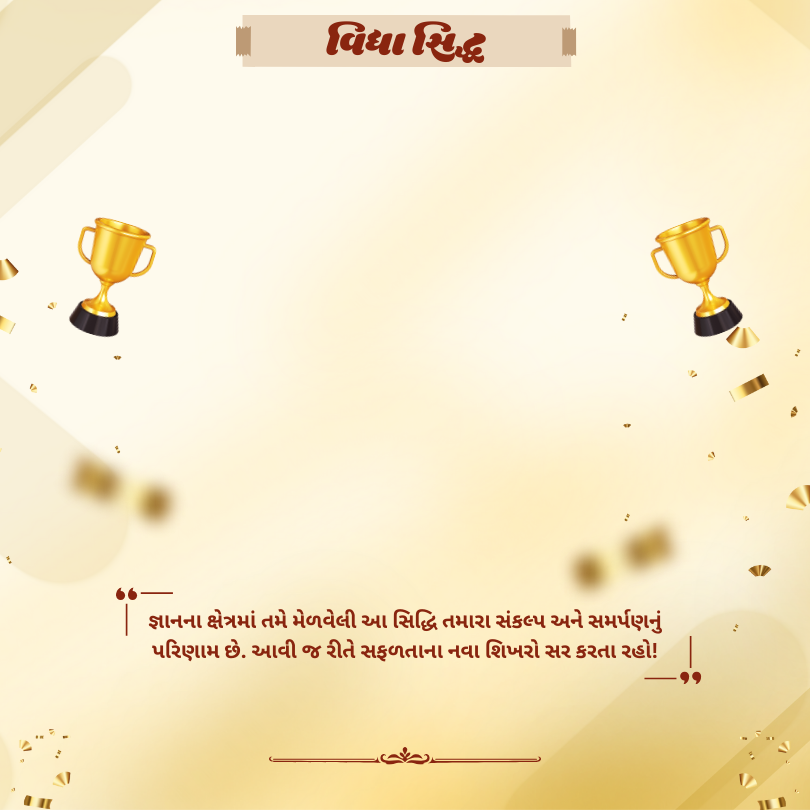 વિદ્યા સિદ્ધ
❝ જ્ઞાનના ક્ષેત્રમાં તમે મેળવેલી આ સિદ્ધિ તમારા સંકલ્પ અને સમર્પણનું
પરિણામ છે. આવી જ રીતે સફળતાના નવા શિખરો સર કરતા રહો! ❞